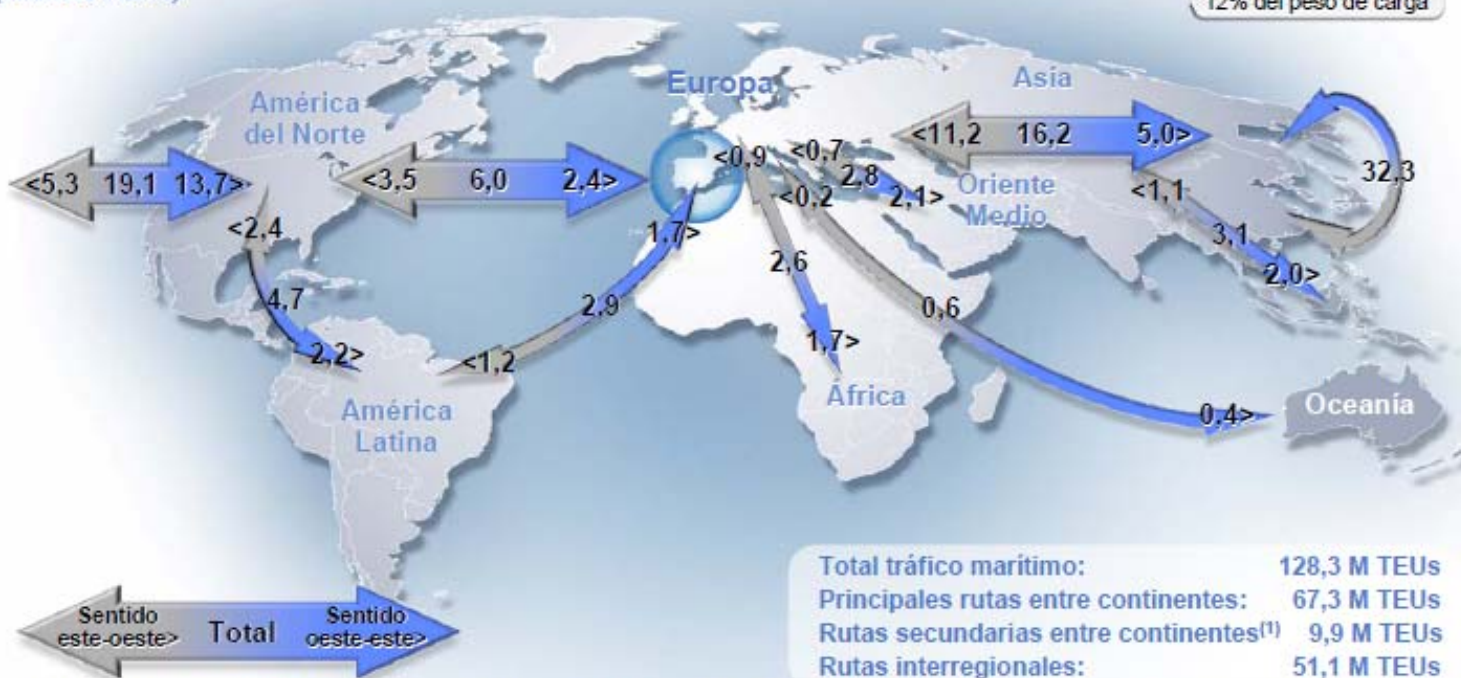 12% del peso de carga
Europa
Asía
América
del Norte
<5,3 19,1 13,7>
<3,5 6,0 2,4>
<0,9
<0,7
2,8
2,1>
<0,2
<11,2 16,2 5,0>
Oriente
Medio
<1,1
3,1
2,0>
32,3
<2,4
4,7
2,2>
1,7>
2,9
<1,2
2,6
1,7>
0,6
0,4>
América
Latina
África
Oceanía
Sentido
este-oeste>
Total
Sentido
oeste-este>
Total tráfico marítimo: 128,3 M TEUs
Principales rutas entre continentes: 67,3 M TEUs
Rutas secundarias entre continentes(1) 9,9 M TEUs
Rutas interregionales: 51,1 M TEUs